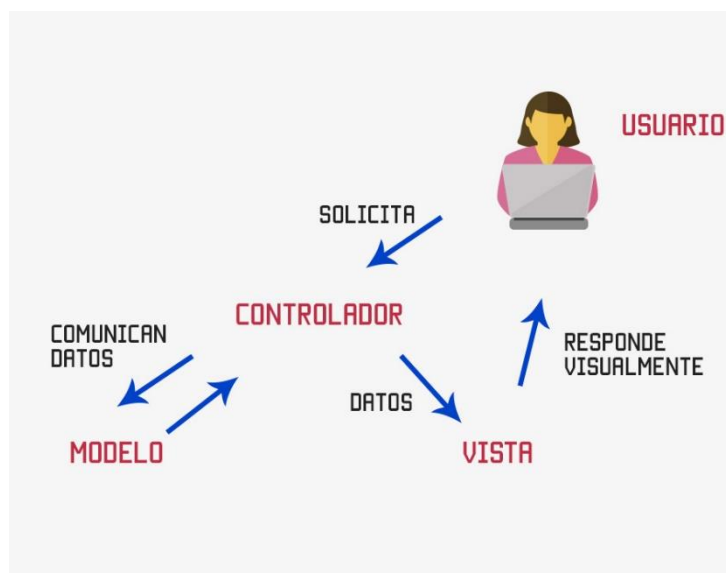 USUARIO
SOLICITA
CONTROLADOR
COMUNICAN
DATOS
RESPONDE
VISUALMENTE
DATOS
MODELO
VISTA